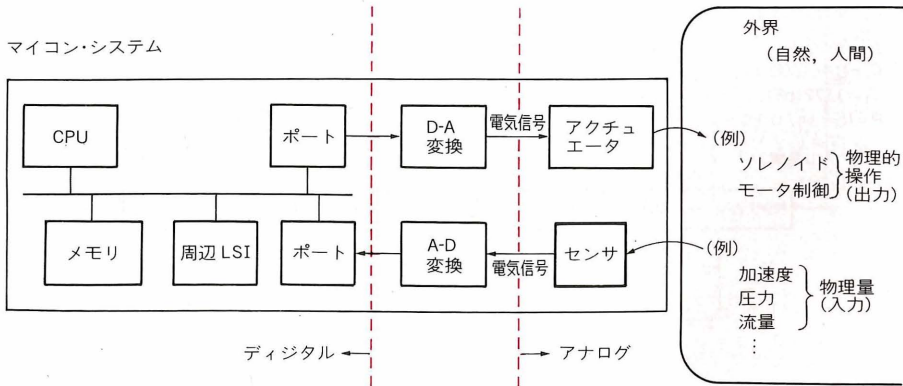 外界
(自然，人間)
マイコン・システム
CPU
ポート
D-A
変換
電気信号
アクチュ
エータ
(例)
ソレノイド
モータ制御
物理的
操作
(出力)
メモリ
周辺 LSI
ポート
A-D
変換
電気信号
センサ
(例)
加速度
圧力
流量
⋮
物理量
(入力)
ディジタル
アナログ